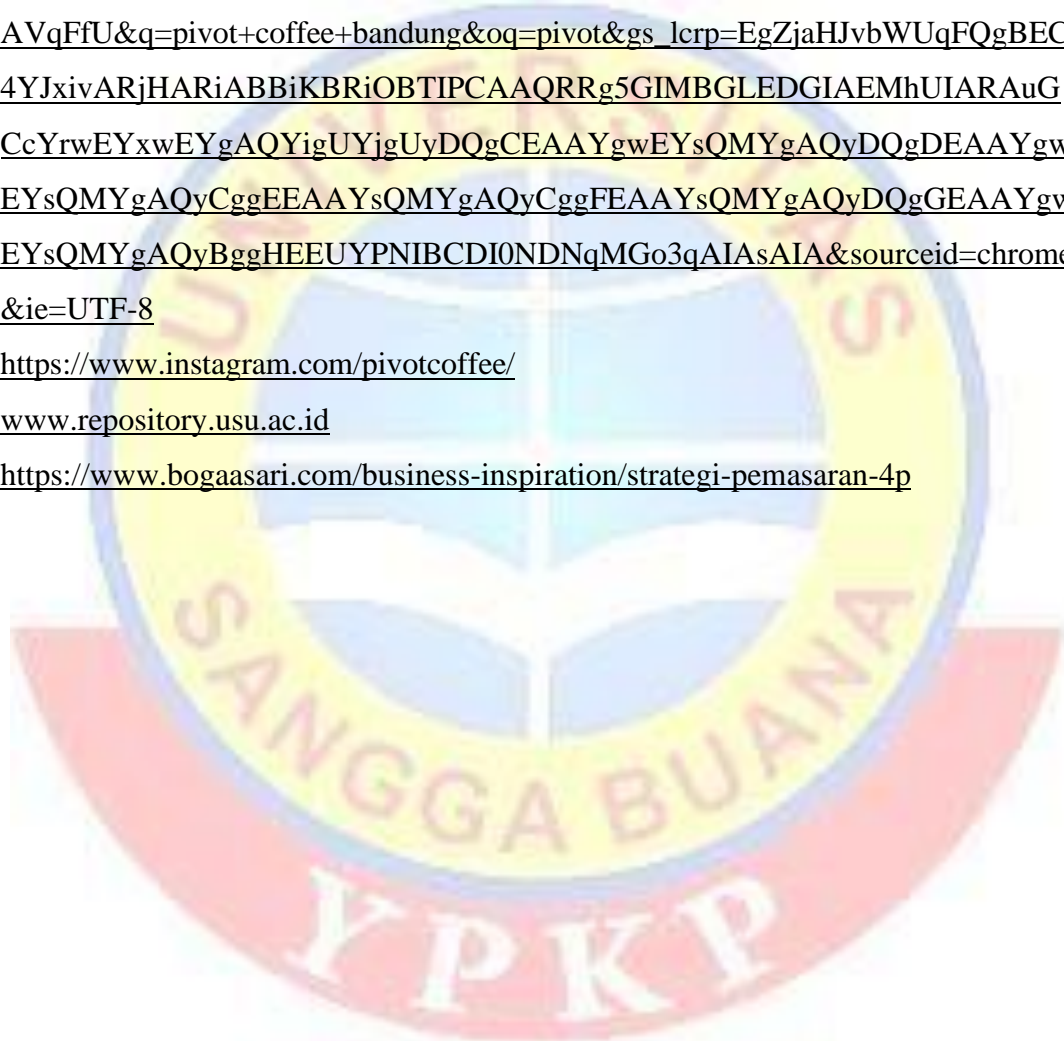 AVqFfU&q=pivot+coffee+bandung&oq=pivot&gs_lcrp=EgZjaHJvbWUqFQgBEC
4YJxivARjHARiABBiKBRiOBTIPCAAQRRg5GIMBGLEDGIAEMhUIARAuG
CcYrwEYxwEYgAQYigUYjgUyDQgCEAAYgwEYsQMYgAQyDQgDEAAYgw
EYsQMYgAQyCggEEAAYsQMYgAQyCggFEAAYsQMYgAQyDQgGEAAYgw
EYsQMYgAQyBggHEEUYPNIBCDI0NDNqMGo3qAIAsAIA&sourceid=chrome
&ie=UTF-8
https://www.instagram.com/pivotcoffee/
www.repository.usu.ac.id
https://www.bogaasari.com/business-inspiration/strategi-pemasaran-4p
UNIVERSITAS
SANGGA BUANA
YPKP